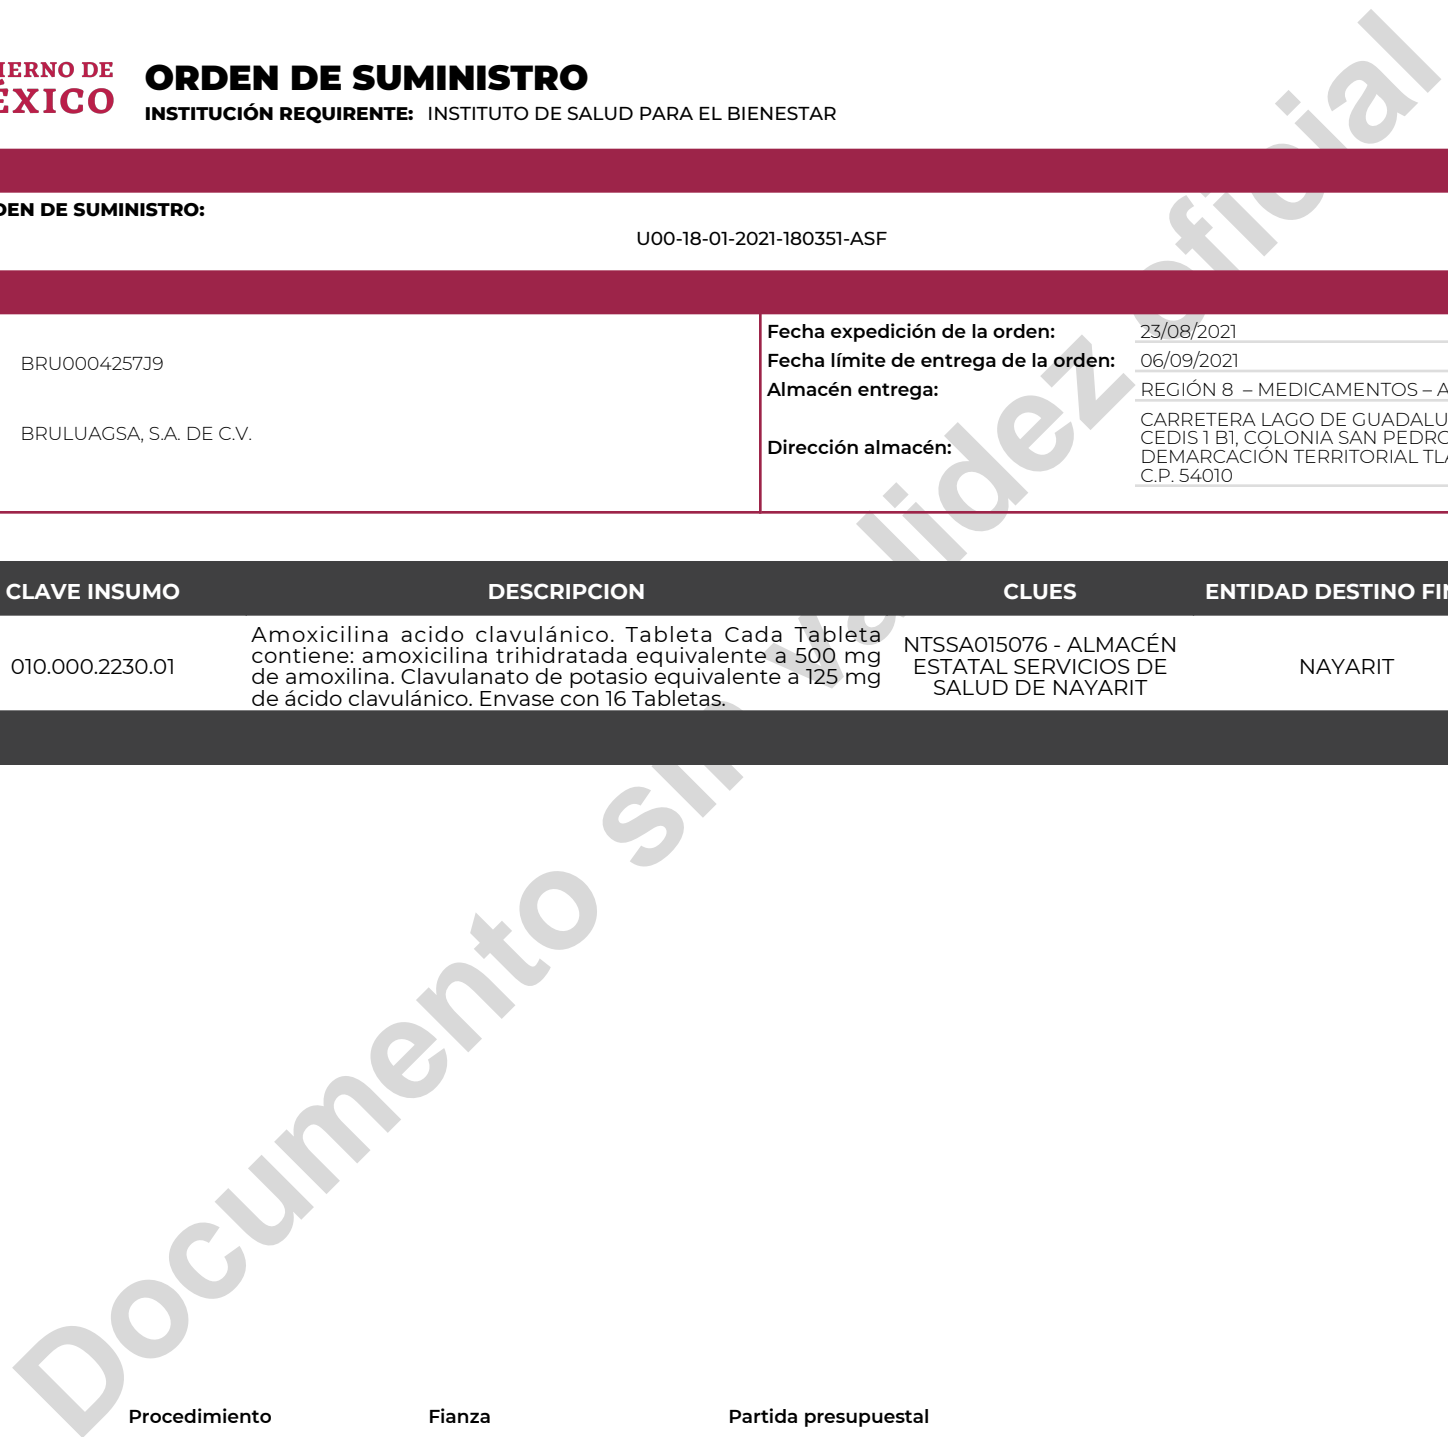 IERNO DE
ÉXICO
ORDEN DE SUMINISTRO
INSTITUCIÓN REQUIRENTE: INSTITUTO DE SALUD PARA EL BIENESTAR
DEN DE SUMINISTRO:
U00-18-01-2021-180351-ASF
BRU0004257J9
BRULUAGSA, S.A. DE C.V.
Fecha expedición de la orden: 23/08/2021
Fecha límite de entrega de la orden: 06/09/2021
Almacén entrega: REGIÓN 8 – MEDICAMENTOS – A
Dirección almacén:
CARRETERA LAGO DE GUADALU
CEDIS 1 B1, COLONIA SAN PEDRO
DEMARCACIÓN TERRITORIAL TLA
C.P. 54010
CLAVE INSUMO DESCRIPCION CLUES ENTIDAD DESTINO FIN
010.000.2230.01
Amoxicilina acido clavulánico. Tableta Cada Tableta
contiene: amoxicilina trihidratada equivalente a 500 mg
de amoxilina. Clavulanato de potasio equivalente a 125 mg
de ácido clavulánico. Envase con 16 Tabletas.
NTSSA015076 - ALMACÉN
ESTATAL SERVICIOS DE
SALUD DE NAYARIT
NAYARIT
Documento sin validez oficial
Procedimiento Fianza Partida presupuestal